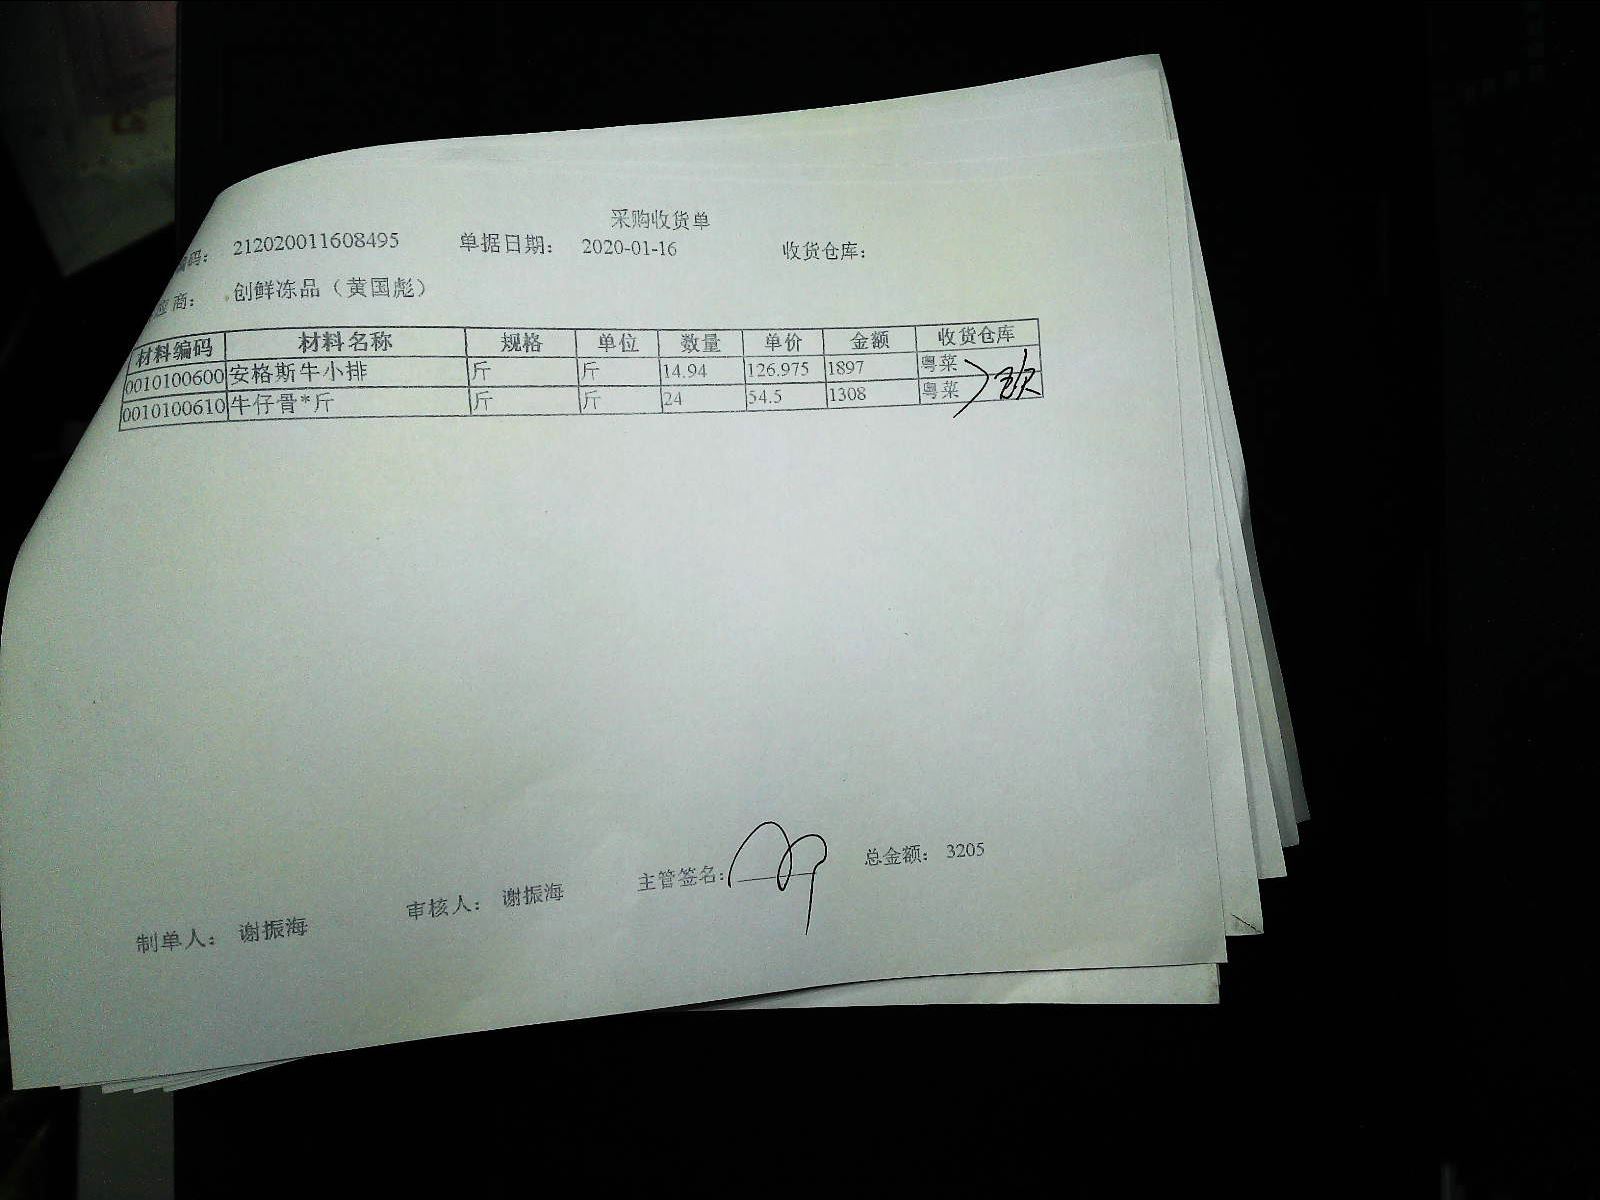 采购收货单
编码： 212020011608495 单据日期： 2020-01-16 收货仓库：
应商： 创鲜冻品（黄国彪）
材料编码 材料名称 规格 单位 数量 单价 金额 收货仓库
0010100600 安格斯牛小排 斤 斤 14.94 126.975 1897 粤菜
0010100610 牛仔骨*斤 斤 斤 24 54.5 1308 粤菜
制单人： 谢振海 审核人： 谢振海 主管签名： 总金额： 3205